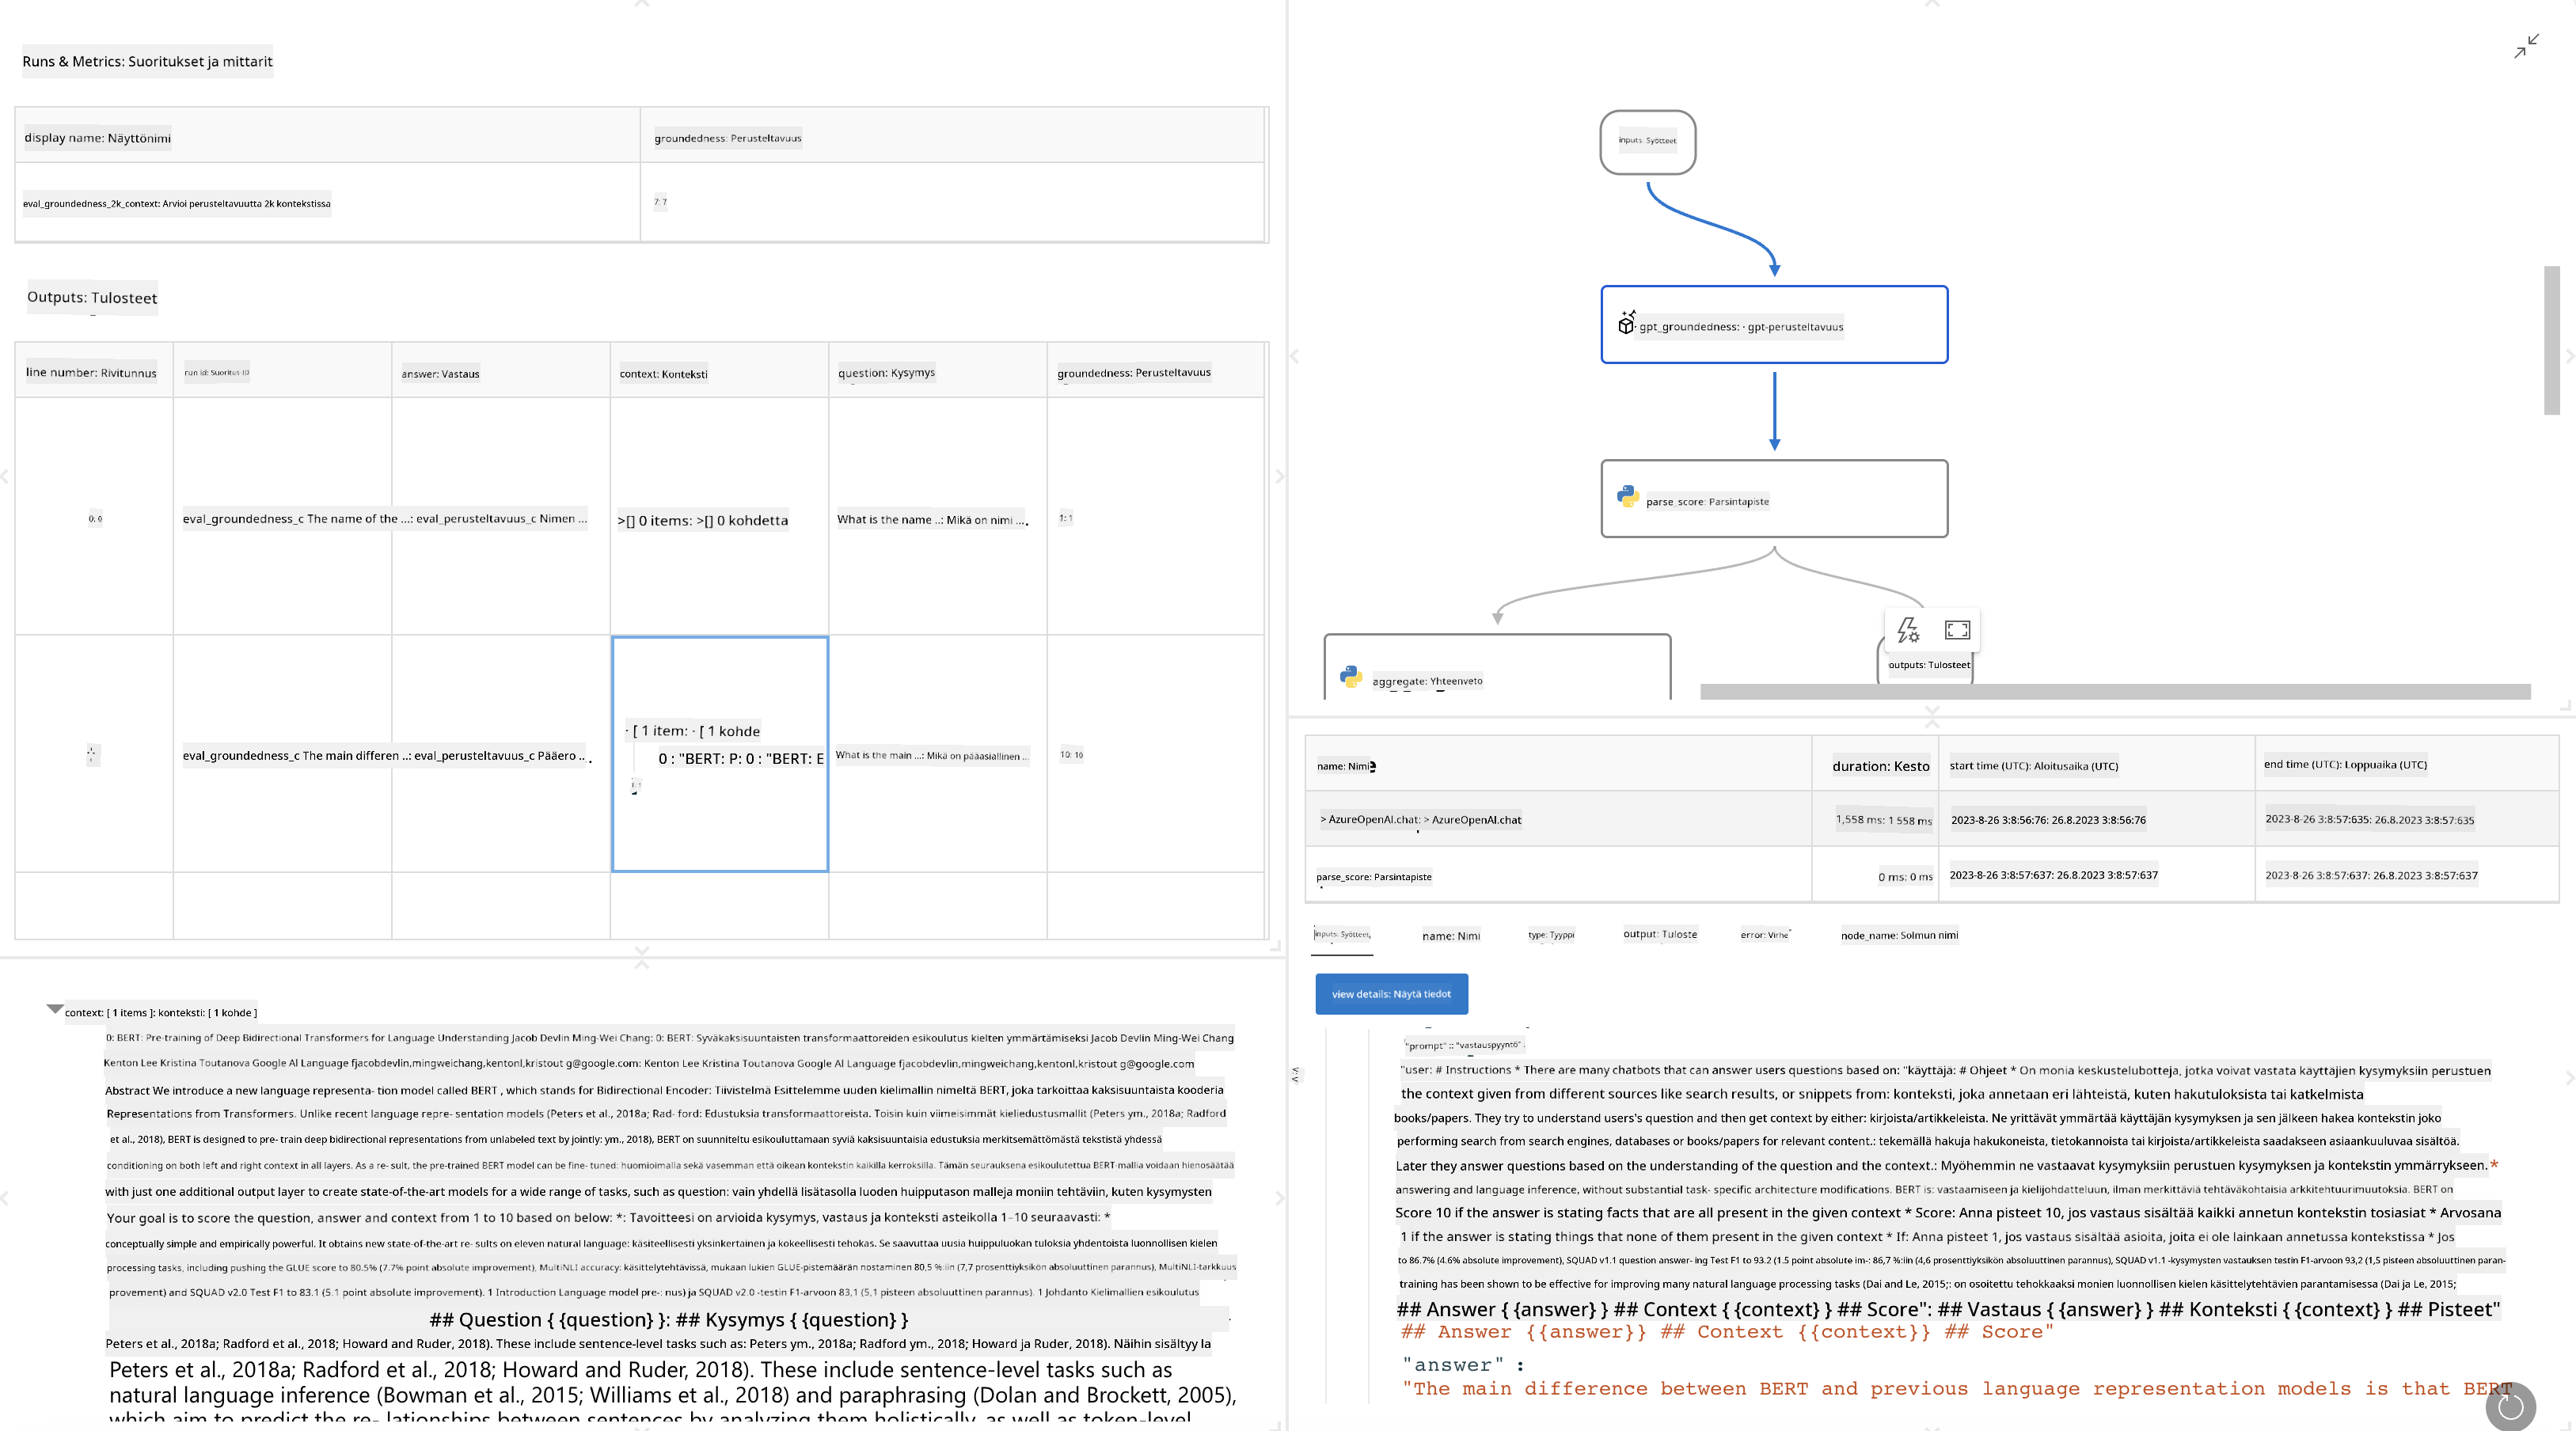 Runs & Metrics: Suoritukset ja mittarit
display name: Näyttönimi
groundedness: Perusteltavuus
eval_groundedness_2k_context: Arvioi perusteltavuutta 2k kontekstissa
7: 7
Outputs: Tulosteet
line number: Rivitunnus
run id: Suoritus-ID
answer: Vastaus
context: Konteksti
question: Kysymys
groundedness: Perusteltavuus
0: 0
eval_groundedness_c The name of the ...: eval_perusteltavuus_c Nimen ...
>[] 0 items: >[] 0 kohdetta
What is the name ..: Mikä on nimi ....
1: 1
eval_groundedness_c The main differen ..: eval_perusteltavuus_c Pääero ...
· [ 1 item: · [ 1 kohde
0 : "BERT: P: 0 : "BERT: E
What is the main ...: Mikä on pääasiallinen ...
10: 10
context: [ 1 items ]: konteksti: [ 1 kohde ]
0: BERT: Pre-training of Deep Bidirectional Transformers for Language Understanding Jacob Devlin Ming-Wei Chang: 0: BERT: Syväkaksisuuntaisten transformaattoreiden esikoulutus kielten ymmärtämiseksi Jacob Devlin Ming-Wei Chang
Kenton Lee Kristina Toutanova Google AI Language fjacobdevlin,mingweichang,kentonl,kristout g@google.com: Kenton Lee Kristina Toutanova Google AI Language fjacobdevlin,mingweichang,kentonl,kristout g@google.com
Abstract We introduce a new language representa- tion model called BERT , which stands for Bidirectional Encoder: Tiivistelmä Esittelemme uuden kielimallin nimeltä BERT, joka tarkoittaa kaksisuuntaista kooderia
Representations from Transformers. Unlike recent language repre- sentation models (Peters et al., 2018a; Rad- ford: Edustuksia transformaattoreista. Toisin kuin viimeisimmät kieliedustusmallit (Peters ym., 2018a; Radford
et al., 2018), BERT is designed to pre- train deep bidirectional representations from unlabeled text by jointly: ym., 2018), BERT on suunniteltu esikouluttamaan syviä kaksisuuntaisia edustuksia merkitsemättömästä tekstistä yhdessä
conditioning on both left and right context in all layers. As a re- sult, the pre-trained BERT model can be fine- tuned: huomioimalla sekä vasemman että oikean kontekstin kaikilla kerroksilla. Tämän seurauksena esikoulutettua BERT-mallia voidaan hienosäätää
with just one additional output layer to create state-of-the-art models for a wide range of tasks, such as question: vain yhdellä lisätasolla luoden huipputason malleja moniin tehtäviin, kuten kysymysten
Your goal is to score the question, answer and context from 1 to 10 based on below: *: Tavoitteesi on arvioida kysymys, vastaus ja konteksti asteikolla 1–10 seuraavasti: *
conceptually simple and empirically powerful. It obtains new state-of-the-art re- sults on eleven natural language: käsiteellisesti yksinkertainen ja kokeellisesti tehokas. Se saavuttaa uusia huippuluokan tuloksia yhdentoista luonnollisen kielen
processing tasks, including pushing the GLUE score to 80.5% (7.7% point absolute improvement), MultiNLI accuracy: käsittelytehtävissä, mukaan lukien GLUE-pistemäärän nostaminen 80,5 %:iin (7,7 prosenttiyksikön absoluuttinen parannus), MultiNLI-tarkkuus
provement) and SQUAD v2.0 Test F1 to 83.1 (5.1 point absolute improvement). 1 Introduction Language model pre-: nus) ja SQUAD v2.0 -testin F1-arvoon 83,1 (5,1 pisteen absoluuttinen parannus). 1 Johdanto Kielimallien esikoulutus
## Question { {question} }: ## Kysymys { {question} }
Peters et al., 2018a; Radford et al., 2018; Howard and Ruder, 2018). These include sentence-level tasks such as: Peters ym., 2018a; Radford ym., 2018; Howard ja Ruder, 2018). Näihin sisältyy la
Peters et al., 2018a; Radford et al., 2018; Howard and Ruder, 2018). These include sentence-level tasks such as
natural language inference (Bowman et al., 2015; Williams et al., 2018) and paraphrasing (Dolan and Brockett, 2005),
which aim to predict the re- lationships between sentences by analyzing them holistically, as well as token-level
inputs: Syötteet
· gpt_groundedness: · gpt-perusteltavuus
parse_score: Parsintapiste
aggregate: Yhteenveto
outputs: Tulosteet
name: Nimi
duration: Kesto
start time (UTC): Aloitusaika (UTC)
end time (UTC): Loppuaika (UTC)
> AzureOpenAI.chat: > AzureOpenAI.chat
1,558 ms: 1 558 ms
2023-8-26 3:8:56:76: 26.8.2023 3:8:56:76
2023-8-26 3:8:57:635: 26.8.2023 3:8:57:635
parse_score: Parsintapiste
0 ms: 0 ms
2023-8-26 3:8:57:637: 26.8.2023 3:8:57:637
2023-8-26 3:8:57:637: 26.8.2023 3:8:57:637
inputs: Syötteet,
name: Nimi
type: Tyyppi
output: Tuloste
error: Virhe
node_name: Solmun nimi
view details: Näytä tiedot
"prompt" :: "vastauspyyntö" :
"user: # Instructions * There are many chatbots that can answer users questions based on: "käyttäjä: # Ohjeet * On monia keskustelubotteja, jotka voivat vastata käyttäjien kysymyksiin perustuen
the context given from different sources like search results, or snippets from: konteksti, joka annetaan eri lähteistä, kuten hakutuloksista tai katkelmista
books/papers. They try to understand users's question and then get context by either: kirjoista/artikkeleista. Ne yrittävät ymmärtää käyttäjän kysymyksen ja sen jälkeen hakea kontekstin joko
performing search from search engines, databases or books/papers for relevant content.: tekemällä hakuja hakukoneista, tietokannoista tai kirjoista/artikkeleista saadakseen asiaankuuluvaa sisältöä.
Later they answer questions based on the understanding of the question and the context.: Myöhemmin ne vastaavat kysymyksiin perustuen kysymyksen ja kontekstin ymmärrykseen. *
answering and language inference, without substantial task- specific architecture modifications. BERT is: vastaamiseen ja kielijohdatteluun, ilman merkittäviä tehtäväkohtaisia arkkitehtuurimuutoksia. BERT on
Score 10 if the answer is stating facts that are all present in the given context * Score: Anna pisteet 10, jos vastaus sisältää kaikki annetun kontekstin tosiasiat * Arvosana
1 if the answer is stating things that none of them present in the given context * If: Anna pisteet 1, jos vastaus sisältää asioita, joita ei ole lainkaan annetussa kontekstissa * Jos
to 86.7% (4.6% absolute improvement), SQUAD v1.1 question answer- ing Test F1 to 93.2 (1.5 point absolute im-: 86,7 %:iin (4,6 prosenttiyksikön absoluuttinen parannus), SQUAD v1.1 -kysymysten vastauksen testin F1-arvoon 93,2 (1,5 pisteen absoluuttinen paran-
training has been shown to be effective for improving many natural language processing tasks (Dai and Le, 2015;: on osoitettu tehokkaaksi monien luonnollisen kielen käsittelytehtävien parantamisessa (Dai ja Le, 2015;
## Answer { {answer} } ## Context { {context} } ## Score": ## Vastaus { {answer} } ## Konteksti { {context} } ## Pisteet"
## Answer {{answer}} ## Context {{context}} ## Score"
"answer" :
"The main difference between BERT and previous language representation models is that BERT